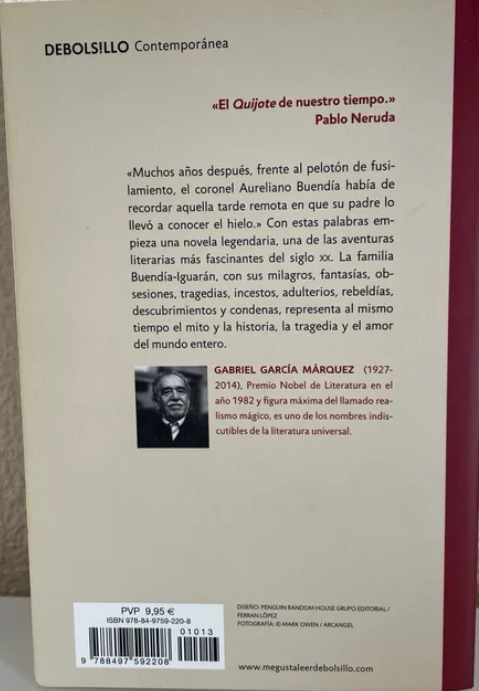 DEBOLS!LLO Contemporánea
«El Quijote de nuestro tiempo.»
Pablo Neruda
«Muchos años después, frente al pelotón de fusi-
lamiento, el coronel Aureliano Buendía había de
recordar aquella tarde remota en que su padre lo
llevó a conocer el hielo.» Con estas palabras em-
pieza una novela legendaria, una de las aventuras
literarias más fascinantes del siglo XX. La familia
Buendía-Iguarán, con sus milagros, fantasías, ob-
sesiones, tragedias, incestos, adulterios, rebeldías,
descubrimientos y condenas, representa al mismo
tiempo el mito y la historia, la tragedia y el amor
del mundo entero.
GABRIEL GARCÍA MÁRQUEZ (1927-
2014), Premio Nobel de Literatura en el
año 1982 y figura máxima del llamado rea-
lismo mágico, es uno de los nombres indis-
cutibles de la literatura universal.
PVP 9,95 €
ISBN 978-84-9759-220-8
01013
9 788497 592208
DISEÑO: PENGUIN RANDOM HOUSE GRUPO EDITORIAL /
FERRAN LÓPEZ
FOTOGRAFÍA: © MARK OWEN / ARCANGEL
www.megustaleerdebolsillo.com